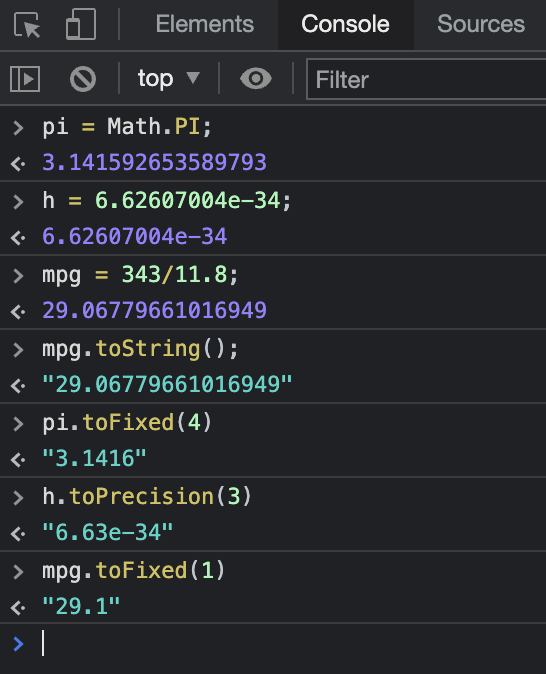 Elements Console Sources
top ▼ Filter
> pi = Math.PI;
<· 3.141592653589793
> h = 6.62607004e-34;
<· 6.62607004e-34
> mpg = 343/11.8;
<· 29.06779661016949
> mpg.toString();
<· "29.06779661016949"
> pi.toFixed(4)
<· "3.1416"
> h.toPrecision(3)
<· "6.63e-34"
> mpg.toFixed(1)
<· "29.1"
>